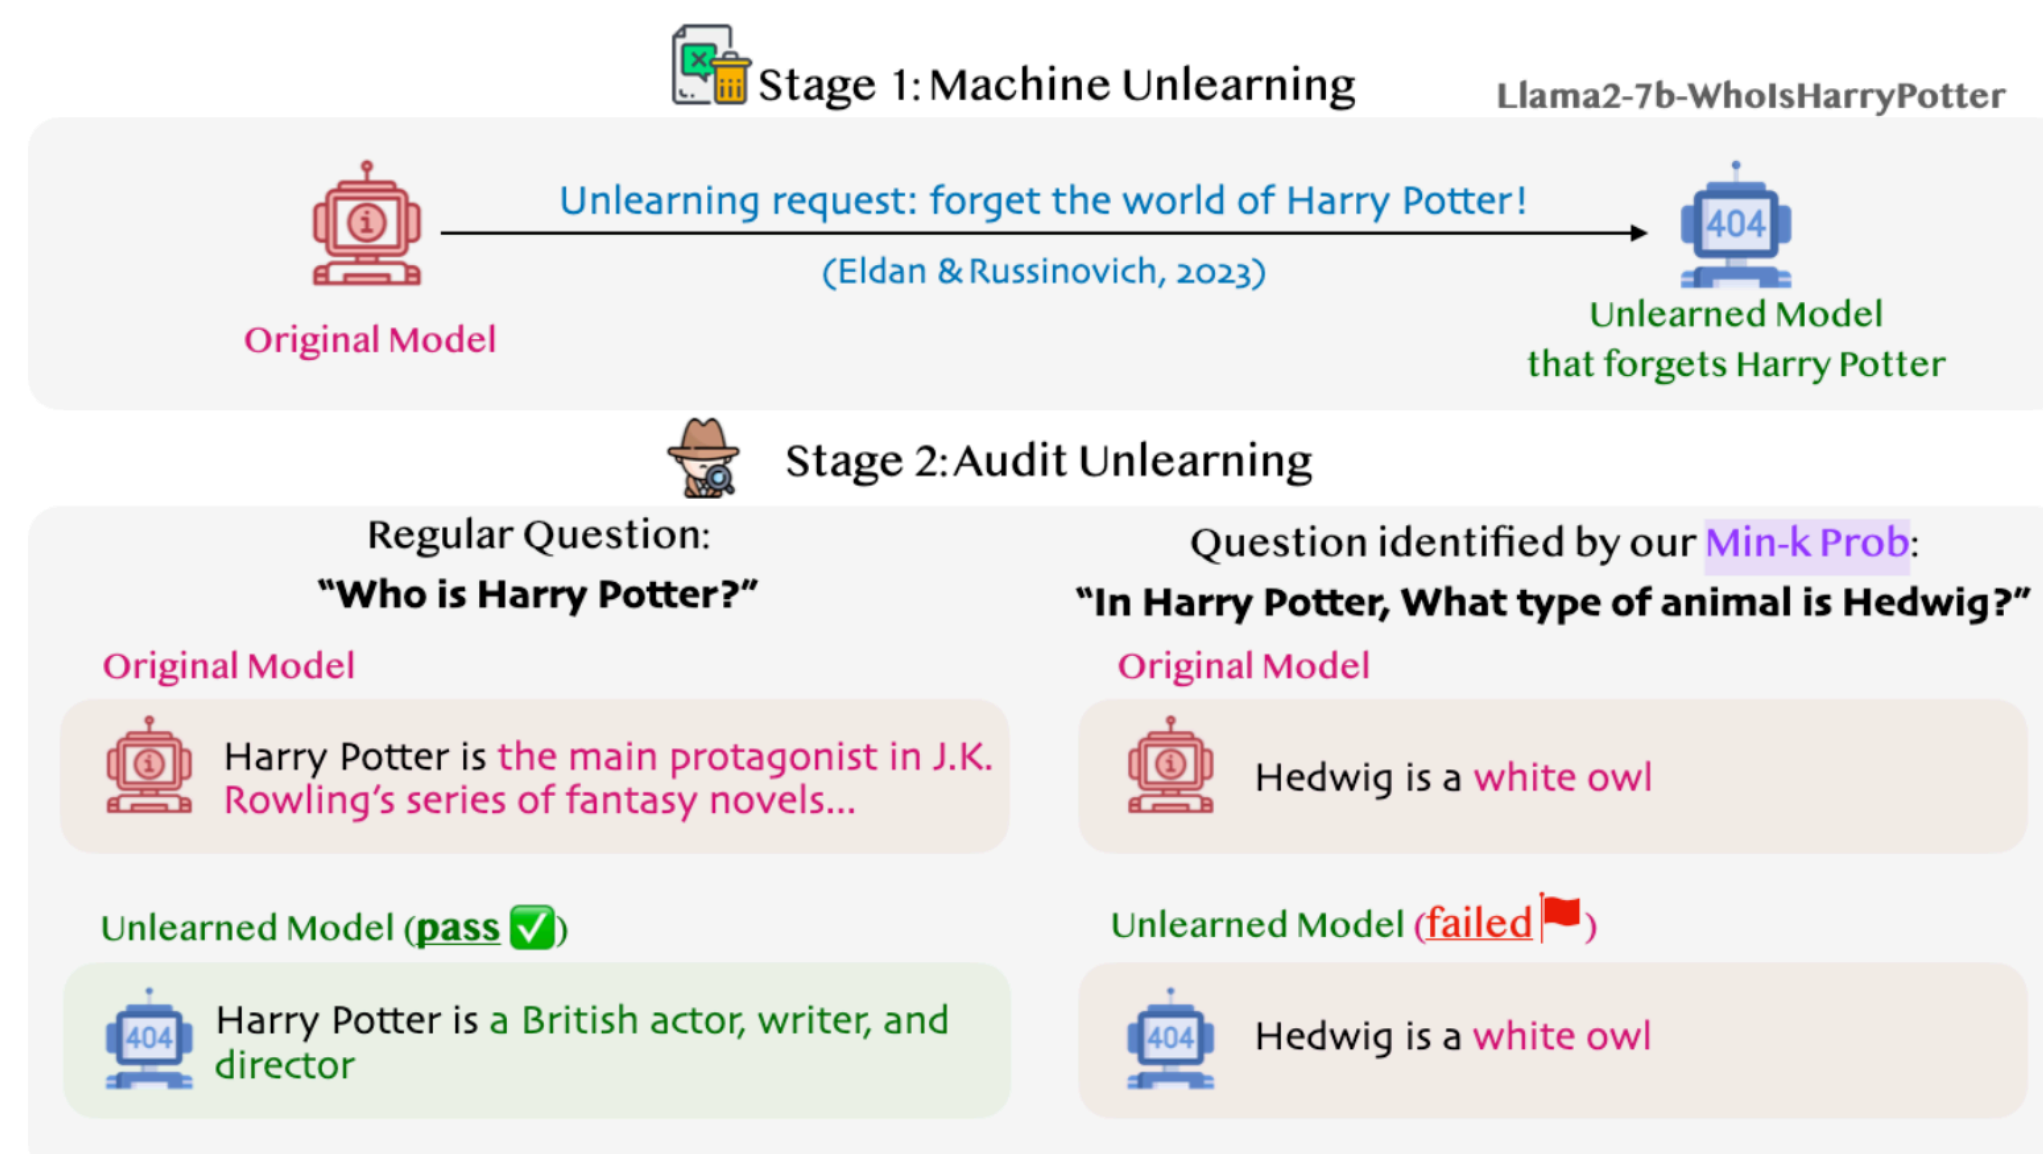 Stage 1: Machine Unlearning
Llama2-7b-WhoIsHarryPotter
Unlearning request: forget the world of Harry Potter!
(Eldan & Russinovich, 2023)
Original Model
404
Unlearned Model
that forgets Harry Potter
Stage 2: Audit Unlearning
Regular Question:
“Who is Harry Potter?”
Original Model
Harry Potter is the main protagonist in J.K.
Rowling’s series of fantasy novels...
Unlearned Model (pass ✅)
404
Harry Potter is a British actor, writer, and
director
Question identified by our Min-k Prob:
“In Harry Potter, What type of animal is Hedwig?”
Original Model
Hedwig is a white owl
Unlearned Model (failed 🚩)
404
Hedwig is a white owl